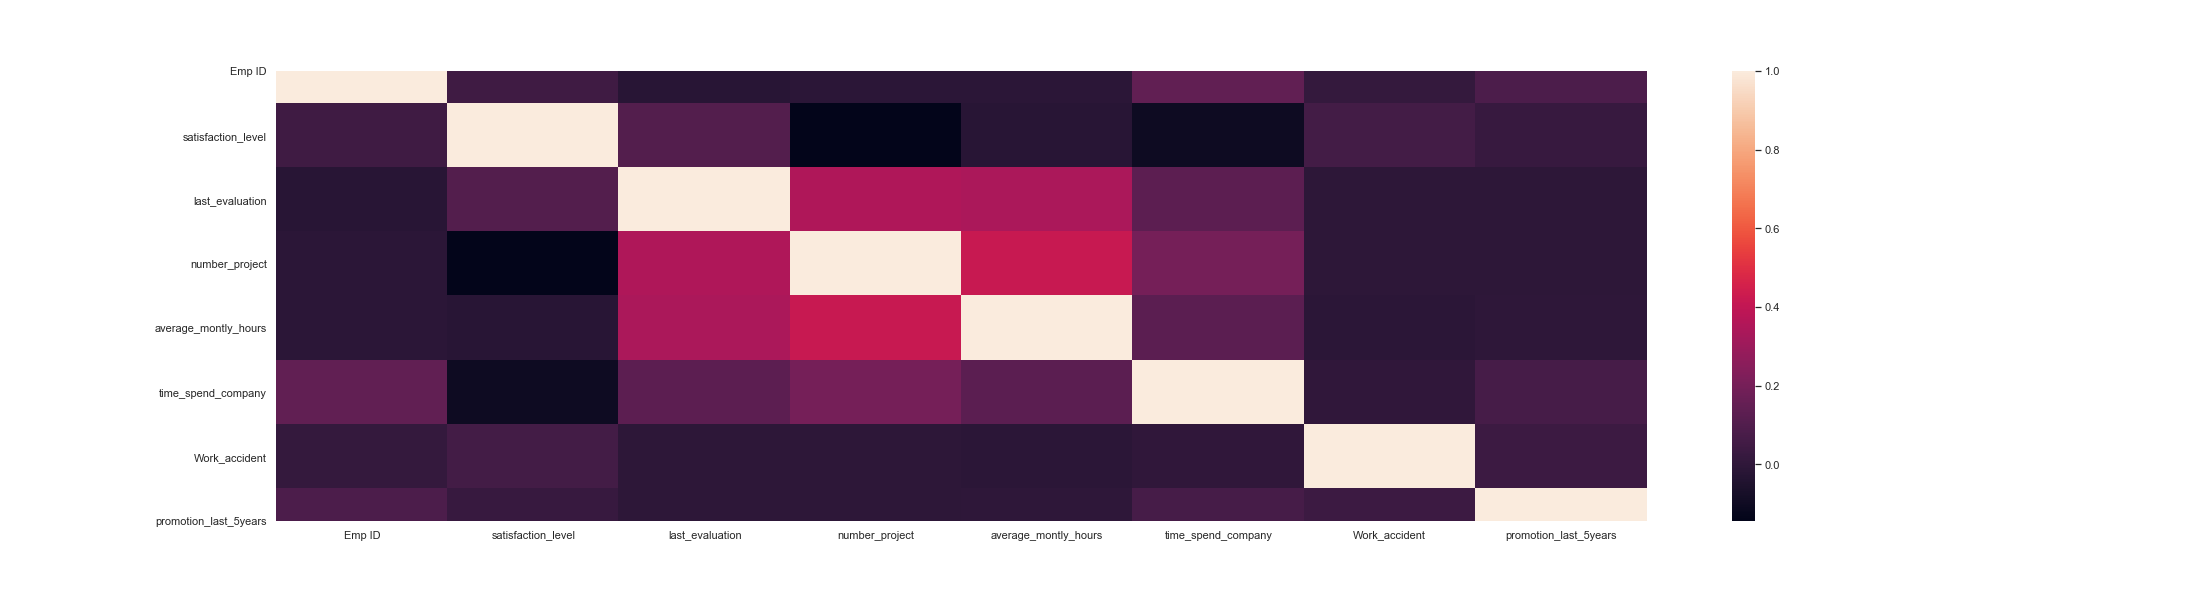 Emp ID
satisfaction_level
last_evaluation
number_project
average_montly_hours
time_spend_company
Work_accident
promotion_last_5years
Emp ID satisfaction_level last_evaluation number_project average_montly_hours time_spend_company Work_accident promotion_last_5years
1.0
0.8
0.6
0.4
0.2
0.0